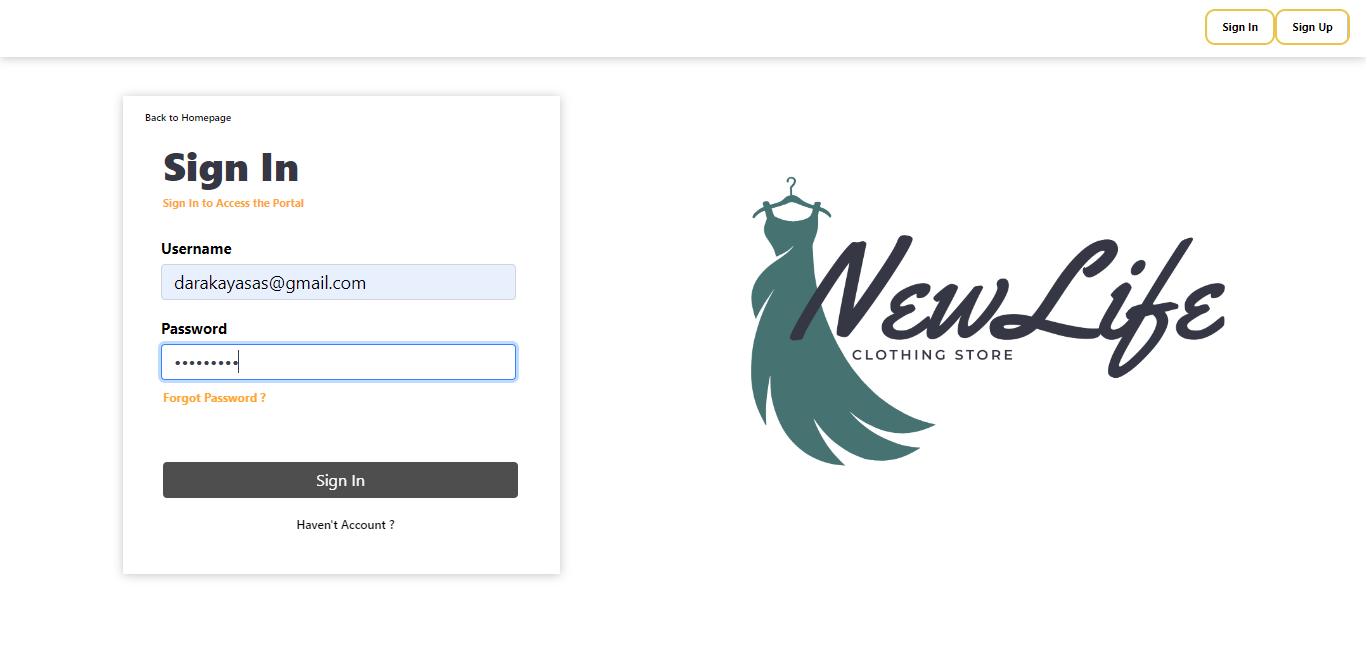 Sign In Sign Up
Back to Homepage
Sign In
Sign In to Access the Portal
Username
darakayasas@gmail.com
Password
•••••••••
Forgot Password ?
Sign In
Haven't Account ?
NewLife
CLOTHING STORE